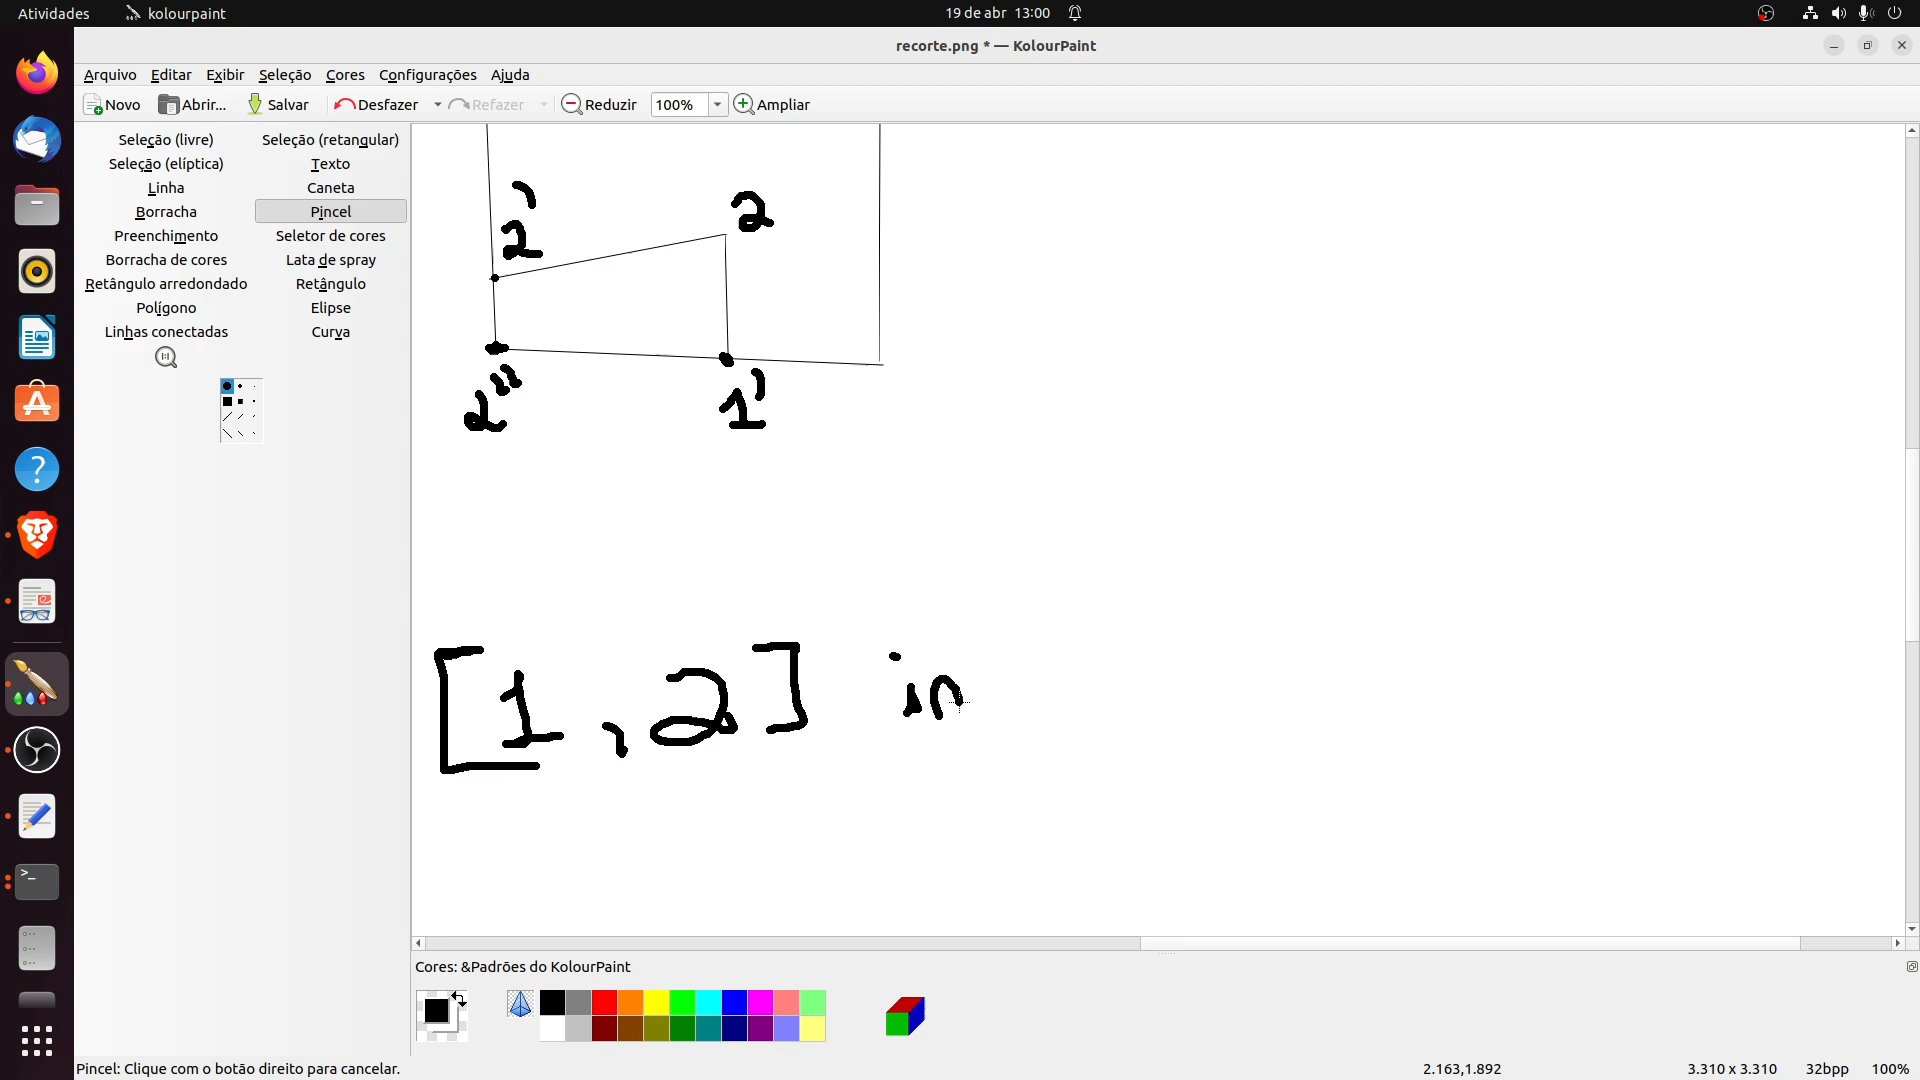 Atividades kolourpaint 19 de abr 13:00
recorte.png * — KolourPaint
Arquivo Editar Exibir Seleção Cores Configurações Ajuda
Novo Abrir... Salvar Desfazer Refazer Reduzir 100% Ampliar
Seleção (livre) Seleção (retangular)
Seleção (elíptica) Texto
Linha Caneta
Borracha Pincel
Preenchimento Seletor de cores
Borracha de cores Lata de spray
Retângulo arredondado Retângulo
Polígono Elipse
Linhas conectadas Curva
2' 2
2'' 1'
[1,2] in
Cores: &Padrões do KolourPaint
Pincel: Clique com o botão direito para cancelar. 2.163,1.892 3.310 x 3.310 32bpp 100%